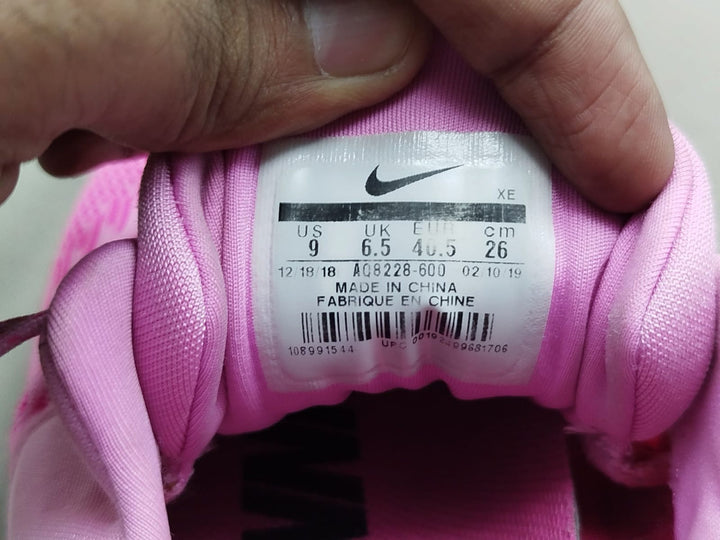 XE
US UK EUR cm
9 6.5 40.5 26
12/18/18 AQ8228-600 02/10/19
MADE IN CHINA
FABRIQUE EN CHINE
108991544 UPC